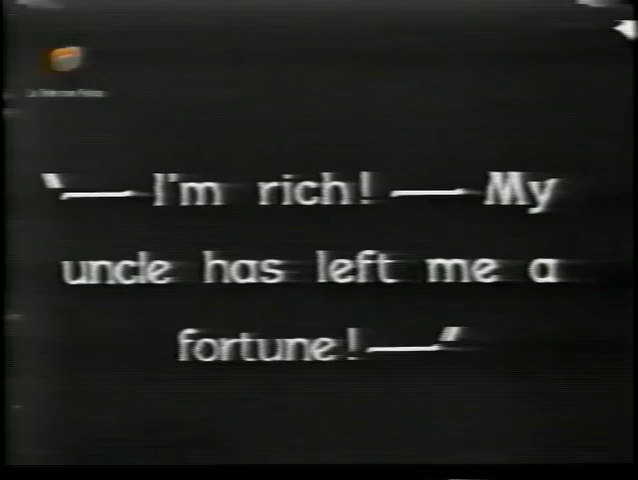 "— I'm rich! — My
uncle has left me a
fortune! —"